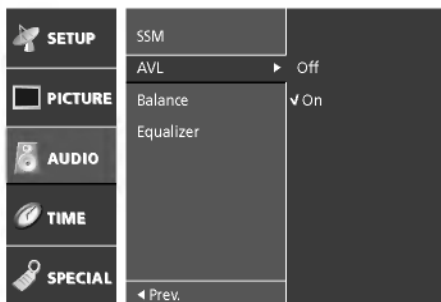 SETUP
PICTURE
AUDIO
TIME
SPECIAL
SSM
AVL ▶
Balance
Equalizer
◀ Prev.
Off
√ On